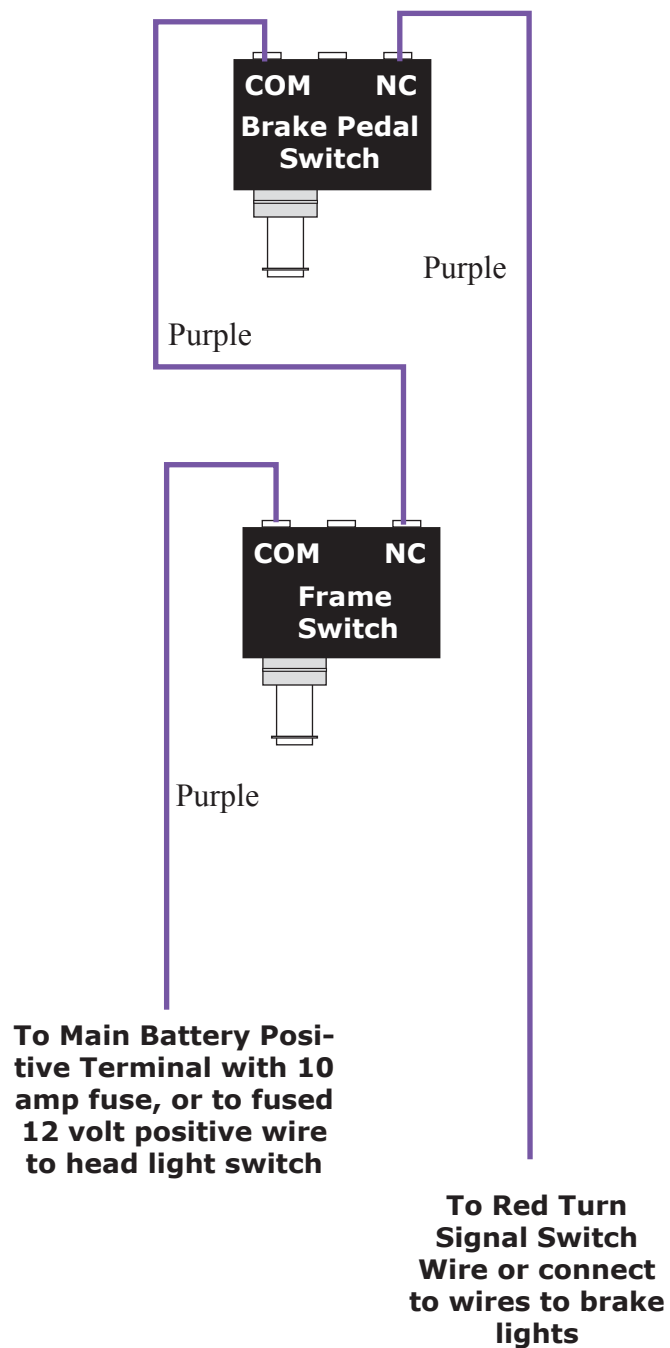 COM NC
Brake Pedal
Switch
Purple
Purple
COM NC
Frame
Switch
Purple
To Main Battery Posi-
tive Terminal with 10
amp fuse, or to fused
12 volt positive wire
to head light switch
To Red Turn
Signal Switch
Wire or connect
to wires to brake
lights